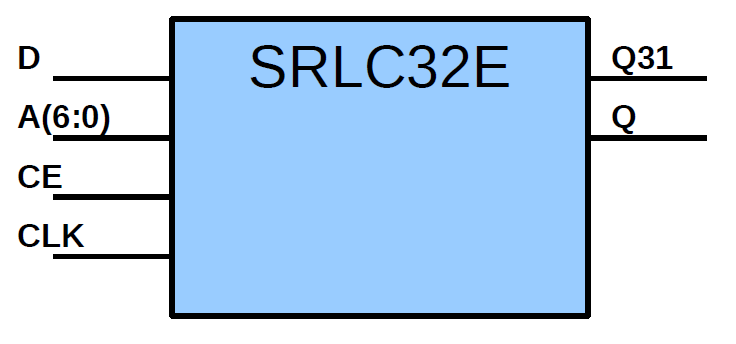 SRLC32E
D
Q31
A(6:0)
Q
CE
CLK